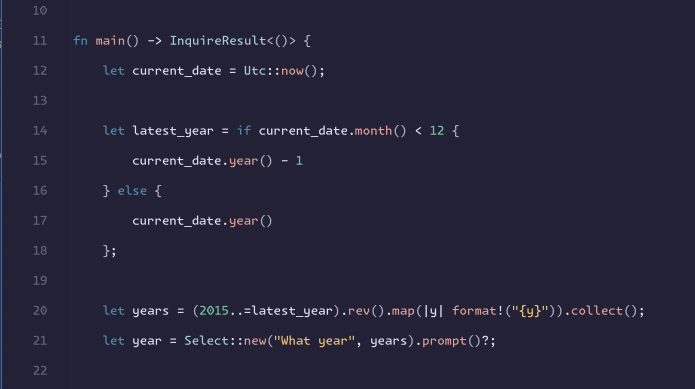 10
11 fn main() -> InquireResult<()> {
12     let current_date = Utc::now();
13
14     let latest_year = if current_date.month() < 12 {
15         current_date.year() - 1
16     } else {
17         current_date.year()
18     };
19
20     let years = (2015..=latest_year).rev().map(|y| format!("{y}")).collect();
21     let year = Select::new("What year", years).prompt()?;
22